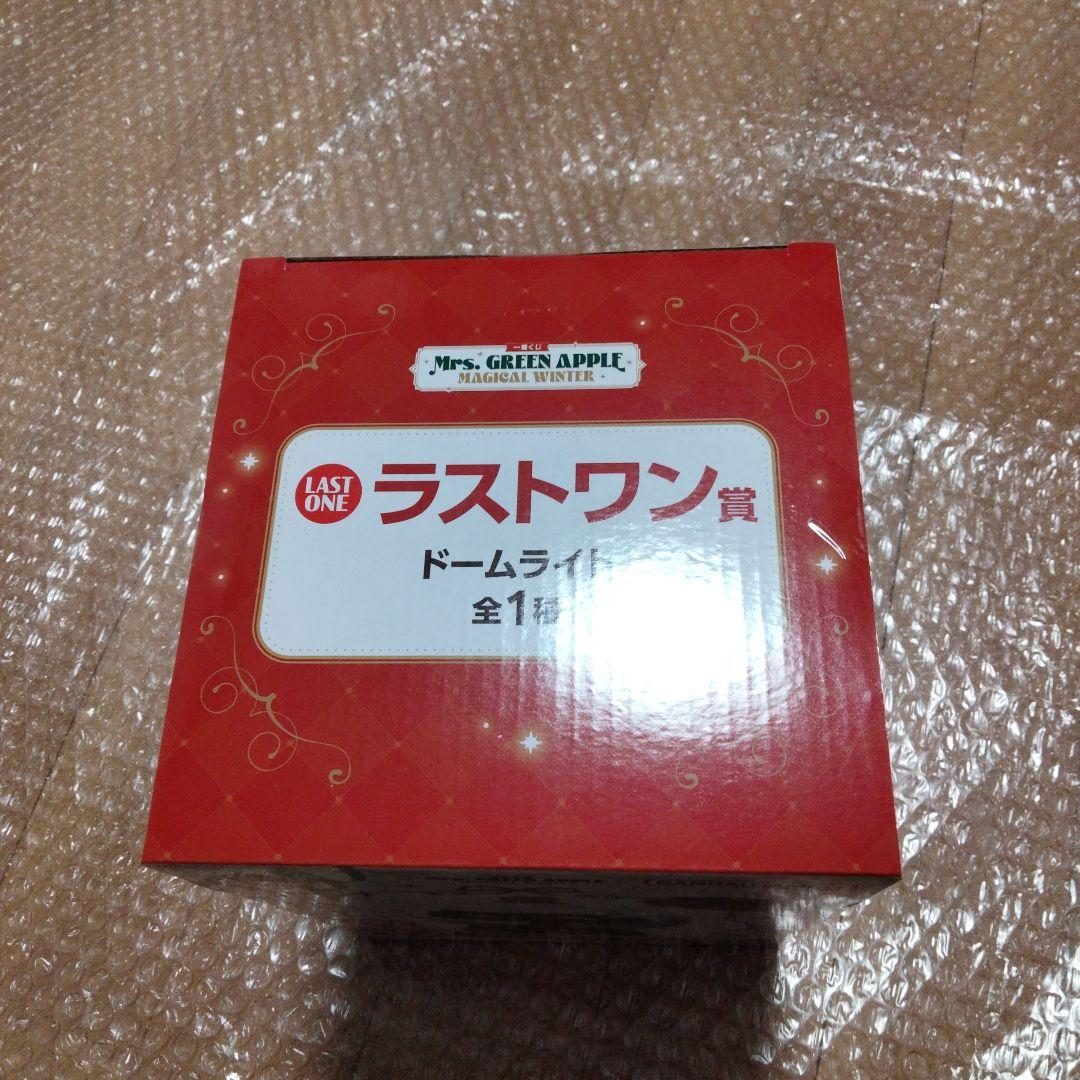 一番くじ
Mrs. GREEN APPLE
MAGICAL WINTER
LAST
ONE
ラストワン賞
ドームライト
全1種